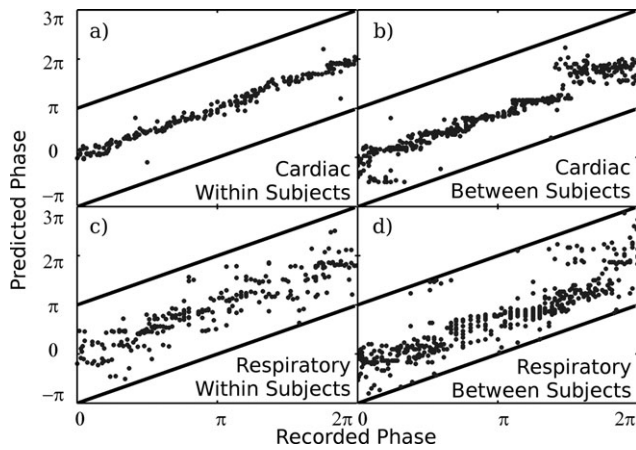 3π
2π
π
0
−π
3π
2π
π
0
−π
Predicted Phase
a)
Cardiac
Within Subjects
b)
Cardiac
Between Subjects
c)
Respiratory
Within Subjects
d)
Respiratory
Between Subjects
0
π
2π
0
π
2π
Recorded Phase